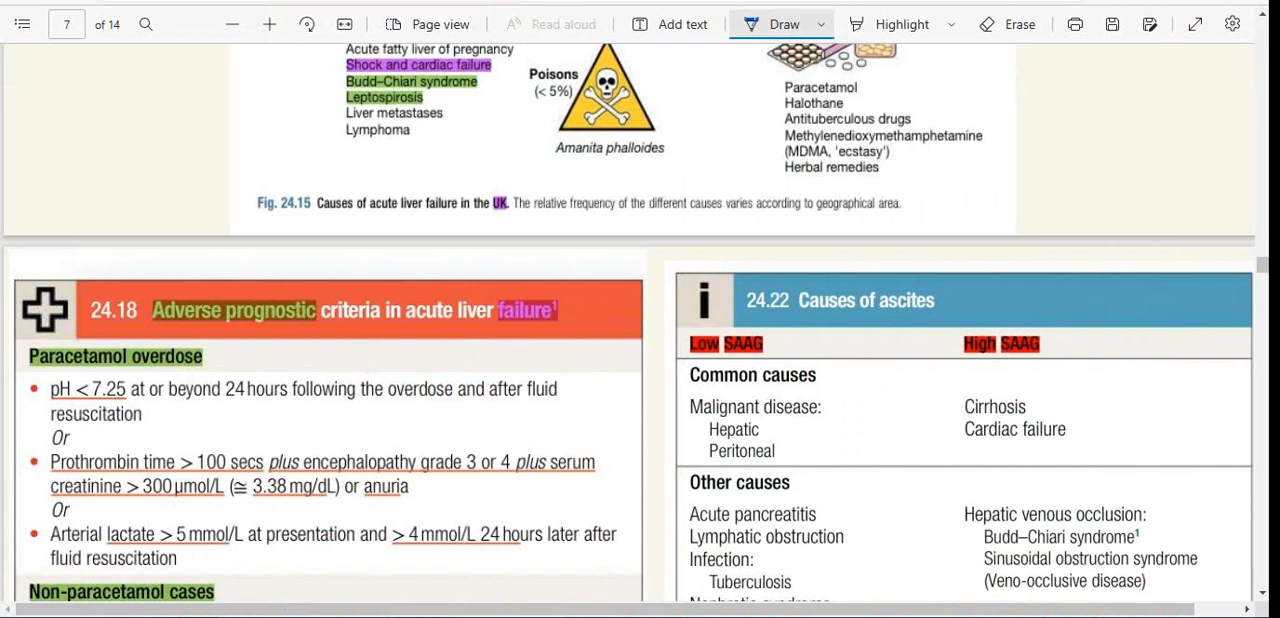 7 of 14
Page view
Read aloud
Add text
Draw
Highlight
Erase
Acute fatty liver of pregnancy
Shock and cardiac failure
Budd–Chiari syndrome
Leptospirosis
Liver metastases
Lymphoma
Poisons
(< 5%)
Amanita phalloides
Paracetamol
Halothane
Antituberculous drugs
Methylenedioxymethamphetamine
(MDMA, 'ecstasy')
Herbal remedies
Fig. 24.15 Causes of acute liver failure in the UK. The relative frequency of the different causes varies according to geographical area.
24.18 Adverse prognostic criteria in acute liver failure¹
Paracetamol overdose
• pH < 7.25 at or beyond 24 hours following the overdose and after fluid
resuscitation
Or
• Prothrombin time > 100 secs plus encephalopathy grade 3 or 4 plus serum
creatinine > 300 µmol/L (≅ 3.38 mg/dL) or anuria
Or
• Arterial lactate > 5 mmol/L at presentation and > 4 mmol/L 24 hours later after
fluid resuscitation
Non-paracetamol cases
i
24.22 Causes of ascites
Low SAAG High SAAG
Common causes
Malignant disease: Cirrhosis
Hepatic Cardiac failure
Peritoneal
Other causes
Acute pancreatitis Hepatic venous occlusion:
Lymphatic obstruction Budd–Chiari syndrome¹
Infection: Sinusoidal obstruction syndrome
Tuberculosis (Veno-occlusive disease)